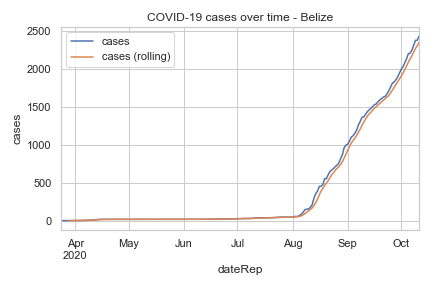 COVID-19 cases over time - Belize
cases
cases (rolling)
2500
2000
1500
1000
500
0
cases
Apr
2020
May
Jun
Jul
Aug
Sep
Oct
dateRep